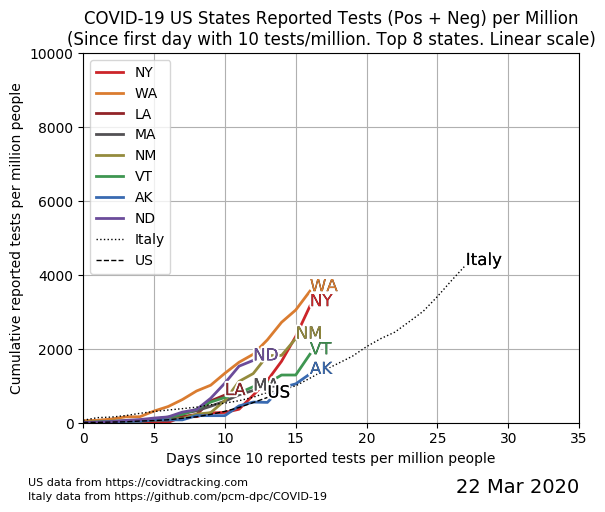 COVID-19 US States Reported Tests (Pos + Neg) per Million
(Since first day with 10 tests/million. Top 8 states. Linear scale)
Cumulative reported tests per million people
10000
8000
6000
4000
2000
0
NY
WA
LA
MA
NM
VT
AK
ND
Italy
US
Italy
WA
NY
NM
VT
ND
AK
LA
MA
US
0 5 10 15 20 25 30 35
Days since 10 reported tests per million people
US data from https://covidtracking.com
Italy data from https://github.com/pcm-dpc/COVID-19
22 Mar 2020